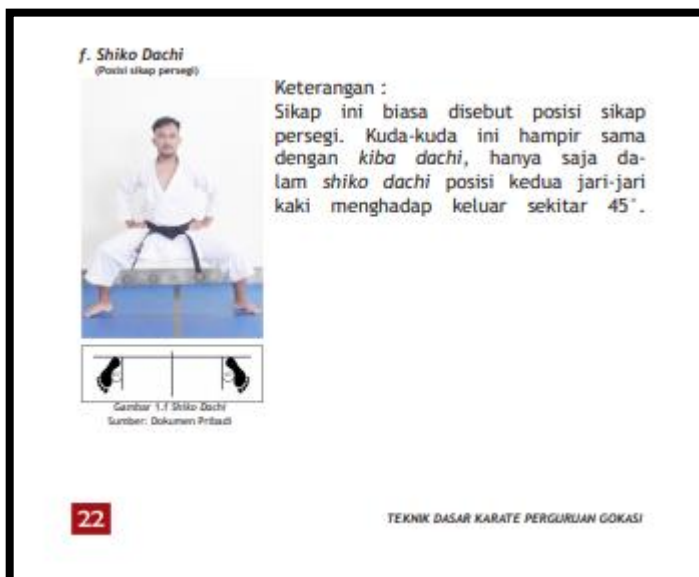 f. Shiko Dachi
(Posisi sikap persegi)
Keterangan :
Sikap ini biasa disebut posisi sikap
persegi. Kuda-kuda ini hampir sama
dengan kiba dachi, hanya saja da-
lam shiko dachi posisi kedua jari-jari
kaki menghadap keluar sekitar 45°.
Gambar 1.f Shiko Dachi
Sumber: Dokumen Pribadi
22
TEKNIK DASAR KARATE PERGURUAN GOKASI